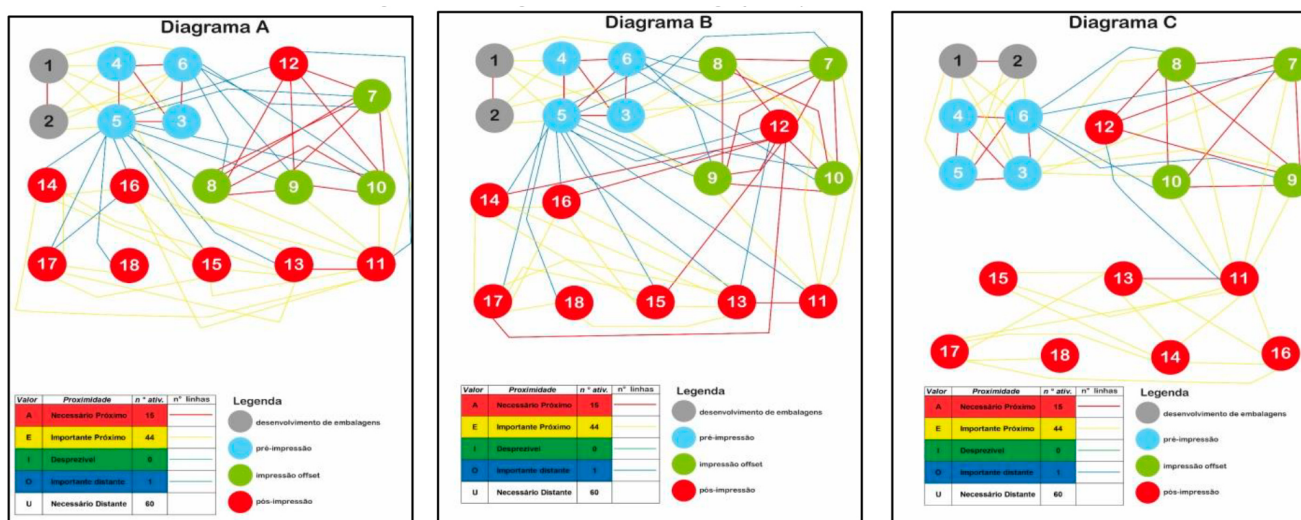 Diagrama A
1
4
6
12
7
2
5
3
14
16
8
9
10
17
18
15
13
11
Valor Proximidade n ° ativ. n° linhas
A Necessário Próximo 15
E Importante Próximo 44
I Desprezível 0
O Importante distante 1
U Necessário Distante 60
Legenda
desenvolvimento de embalagens
pré-impressão
impressão offset
pós-impressão
Diagrama B
1
4
6
8
7
2
5
3
12
9
10
14
16
17
18
15
13
11
Valor Proximidade n ° ativ. n° linhas
A Necessário Próximo 15
E Importante Próximo 44
I Desprezível 0
O Importante distante 1
U Necessário Distante 60
Legenda
desenvolvimento de embalagens
pré-impressão
impressão offset
pós-impressão
Diagrama C
1
2
8
7
4
6
12
5
3
10
9
15
13
11
17
18
14
16
Valor Proximidade n ° ativ. n° linhas
A Necessário Próximo 15
E Importante Próximo 44
I Desprezível 0
O Importante distante 1
U Necessário Distante 60
Legenda
desenvolvimento de embalagens
pré-impressão
impressão offset
pós-impressão